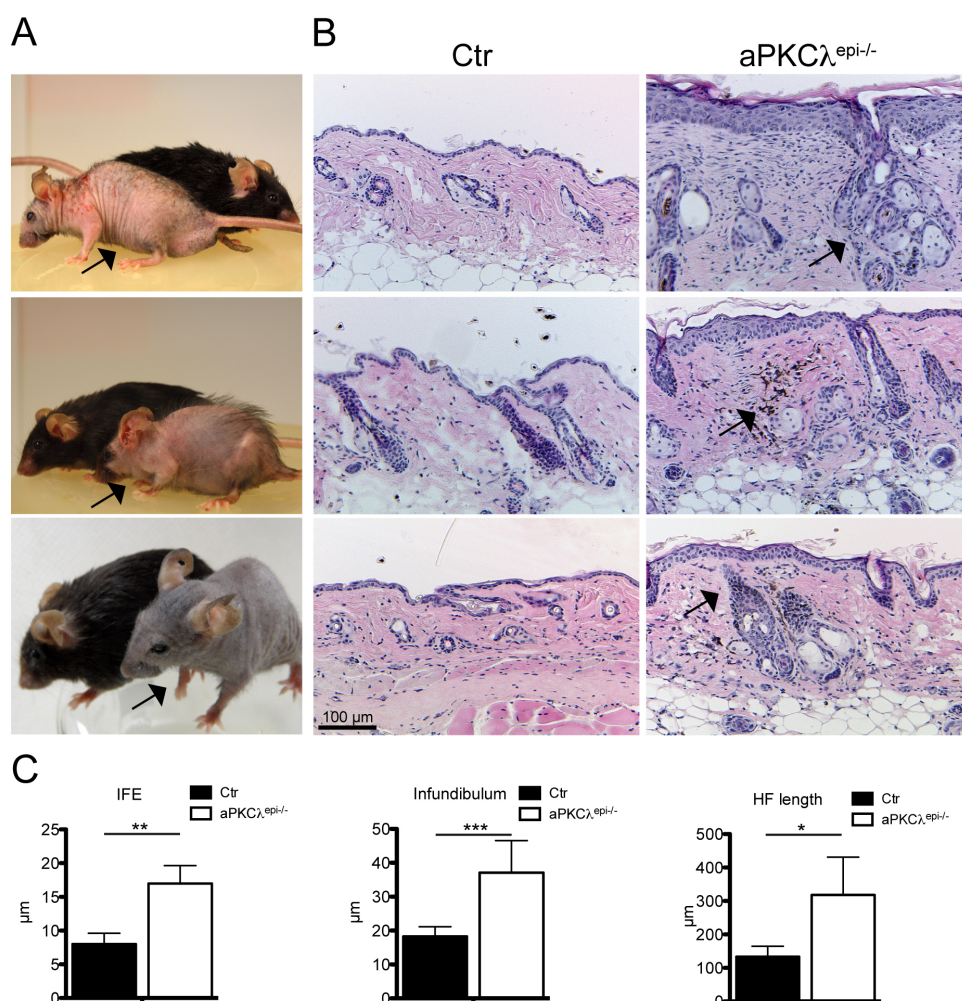 A
B
Ctr
aPKCλepi-/-
100 µm
C
IFE
Ctr
aPKCλepi-/-
**
25
20
15
10
5
0
µm
Infundibulum
Ctr
aPKCλepi-/-
***
50
40
30
20
10
0
µm
HF length
Ctr
aPKCλepi-/-
*
500
400
300
200
100
0
µm